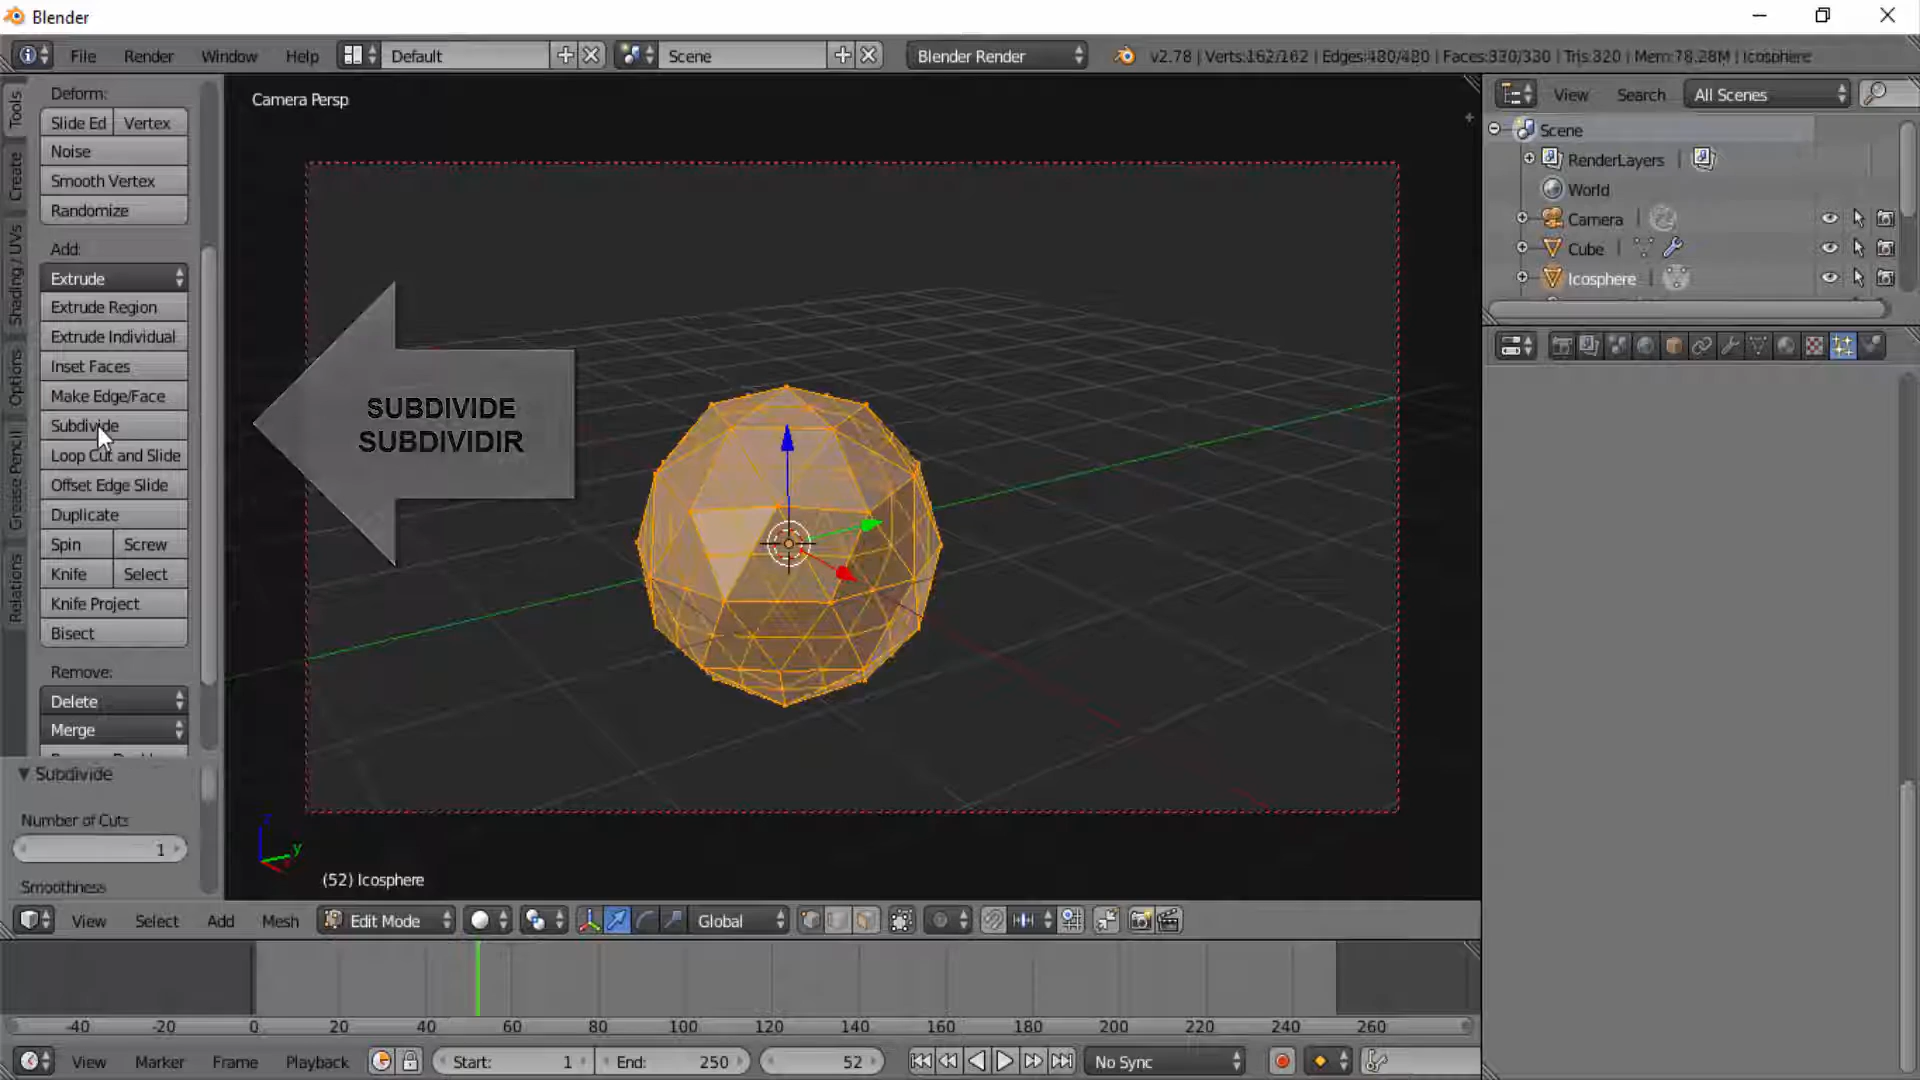 Blender
File Render Window Help Default Scene Blender Render v2.78 | Verts:162/162 | Edges:480/480 | Faces:320/320 | Tris:320 | Mem:78.28M | Icosphere
Tools
Create
Shading / UVs
Options
Grease Pencil
Relations
Deform:
Slide Ed Vertex
Noise
Smooth Vertex
Randomize
Add:
Extrude
Extrude Region
Extrude Individual
Inset Faces
Make Edge/Face
Subdivide
Loop Cut and Slide
Offset Edge Slide
Duplicate
Spin Screw
Knife Select
Knife Project
Bisect
Remove:
Delete
Merge
Subdivide
Number of Cuts
1
Smoothness
Camera Persp
SUBDIVIDE
SUBDIVIDIR
z
y
(52) Icosphere
View Search All Scenes
Scene
RenderLayers
World
Camera
Cube
Icosphere
View Select Add Mesh Edit Mode Global
-40 -20 0 20 40 60 80 100 120 140 160 180 200 220 240 260
View Marker Frame Playback Start: 1 End: 250 52 No Sync